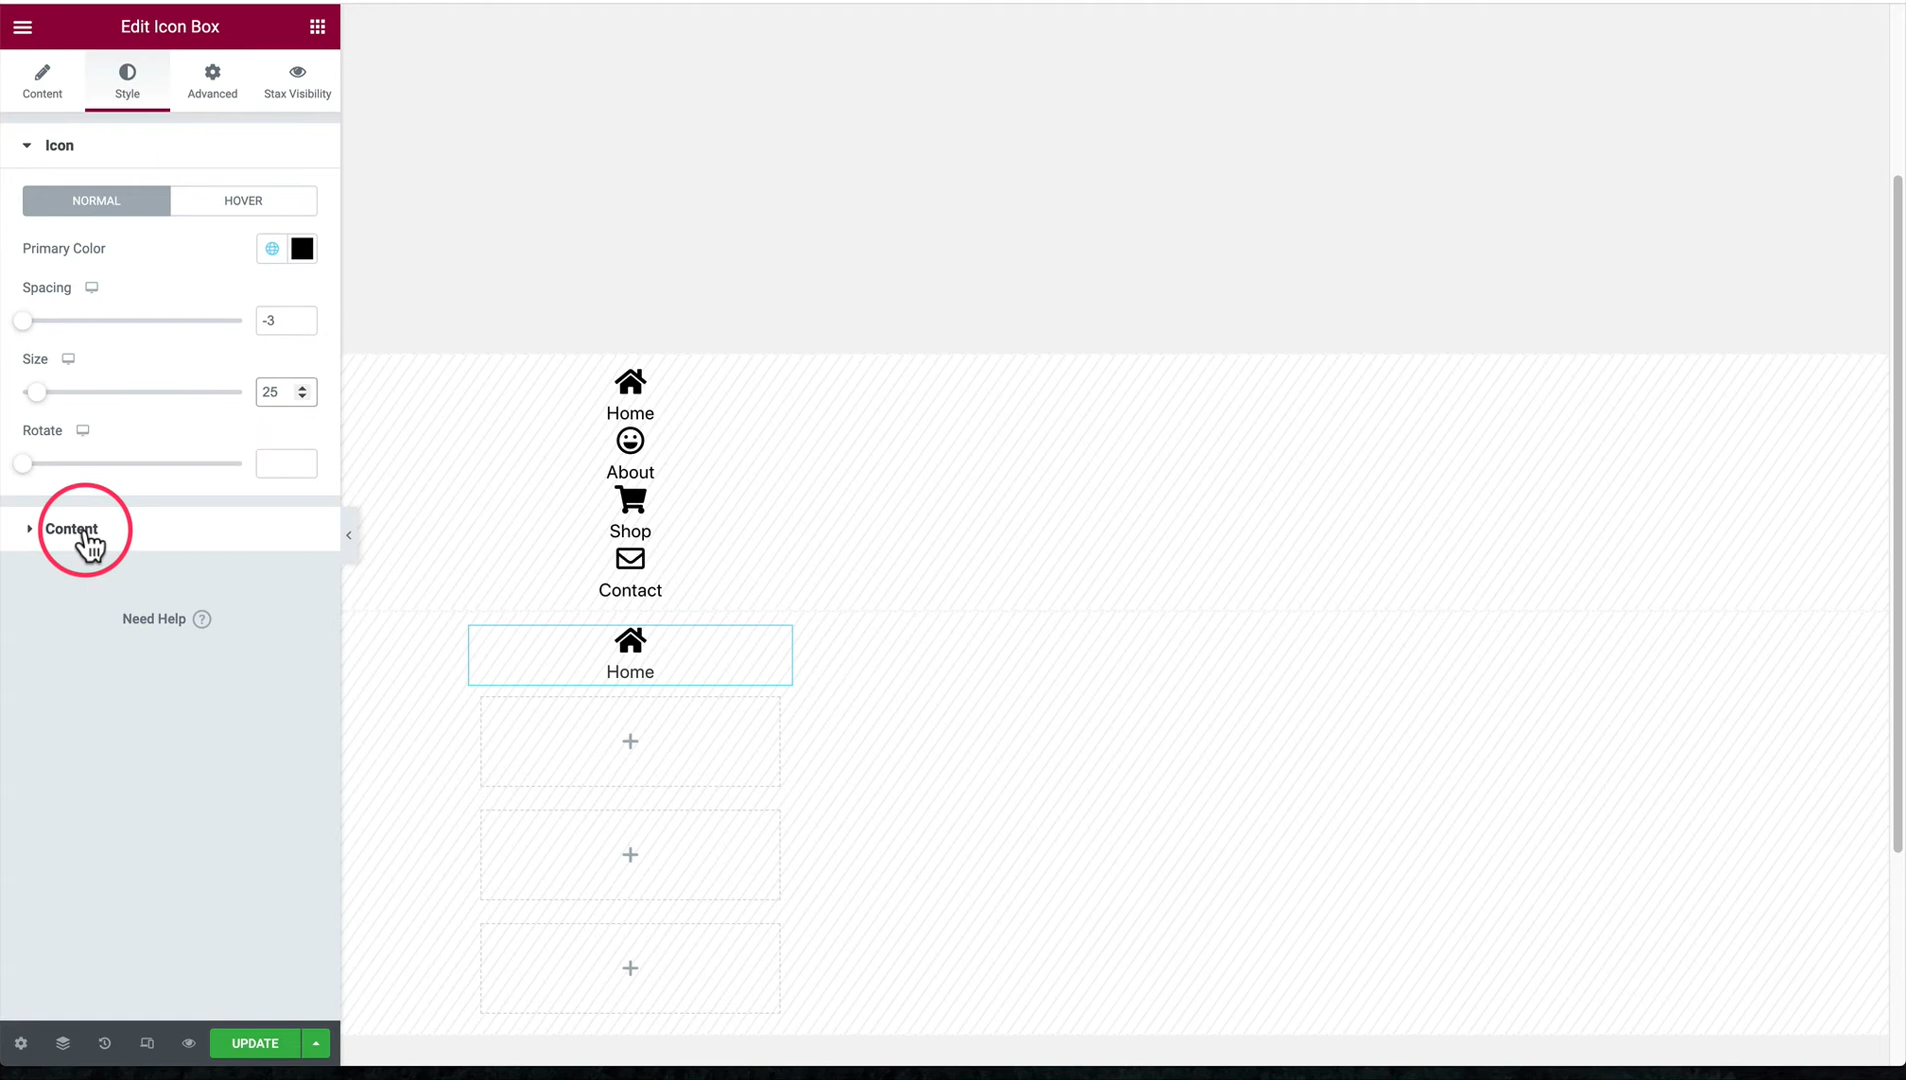 Edit Icon Box
Content
Style
Advanced
Stax Visibility
Icon
NORMAL
HOVER
Primary Color
Spacing
-3
Size
25
Rotate
Content
Need Help ?
UPDATE
Home
About
Shop
Contact
Home